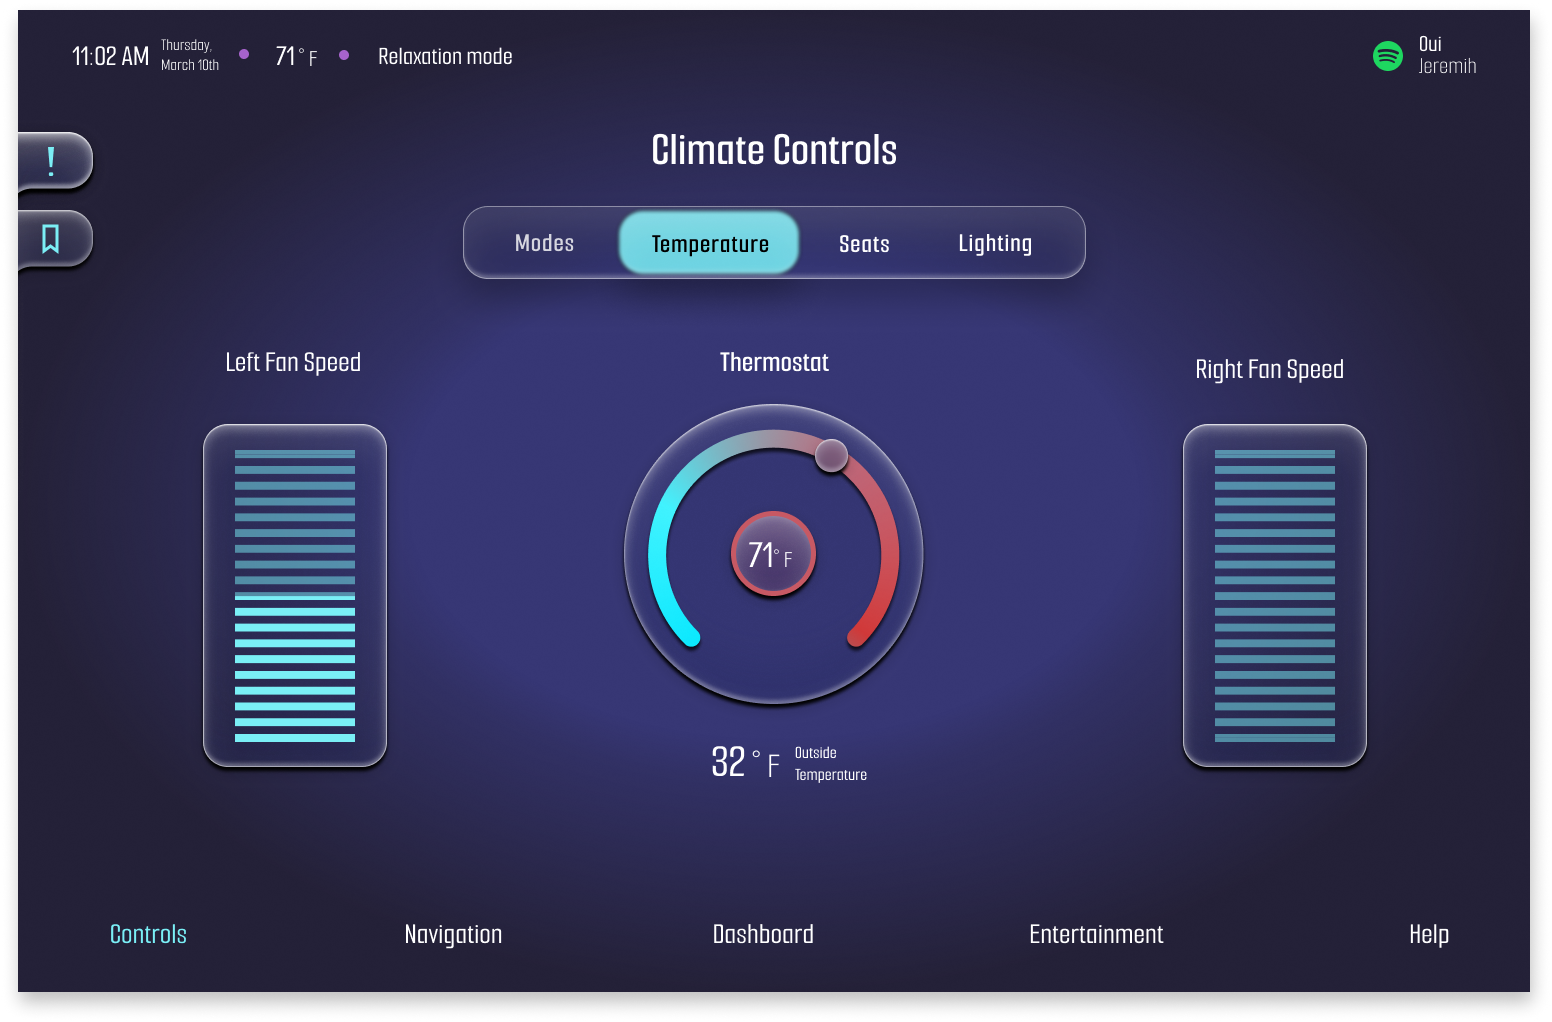 11:02 AM
Thursday,
March 10th
71° F
Relaxation mode
Oui
Jeremih
!
Climate Controls
Modes
Temperature
Seats
Lighting
Left Fan Speed
Thermostat
Right Fan Speed
71° F
32° F
Outside
Temperature
Controls
Navigation
Dashboard
Entertainment
Help